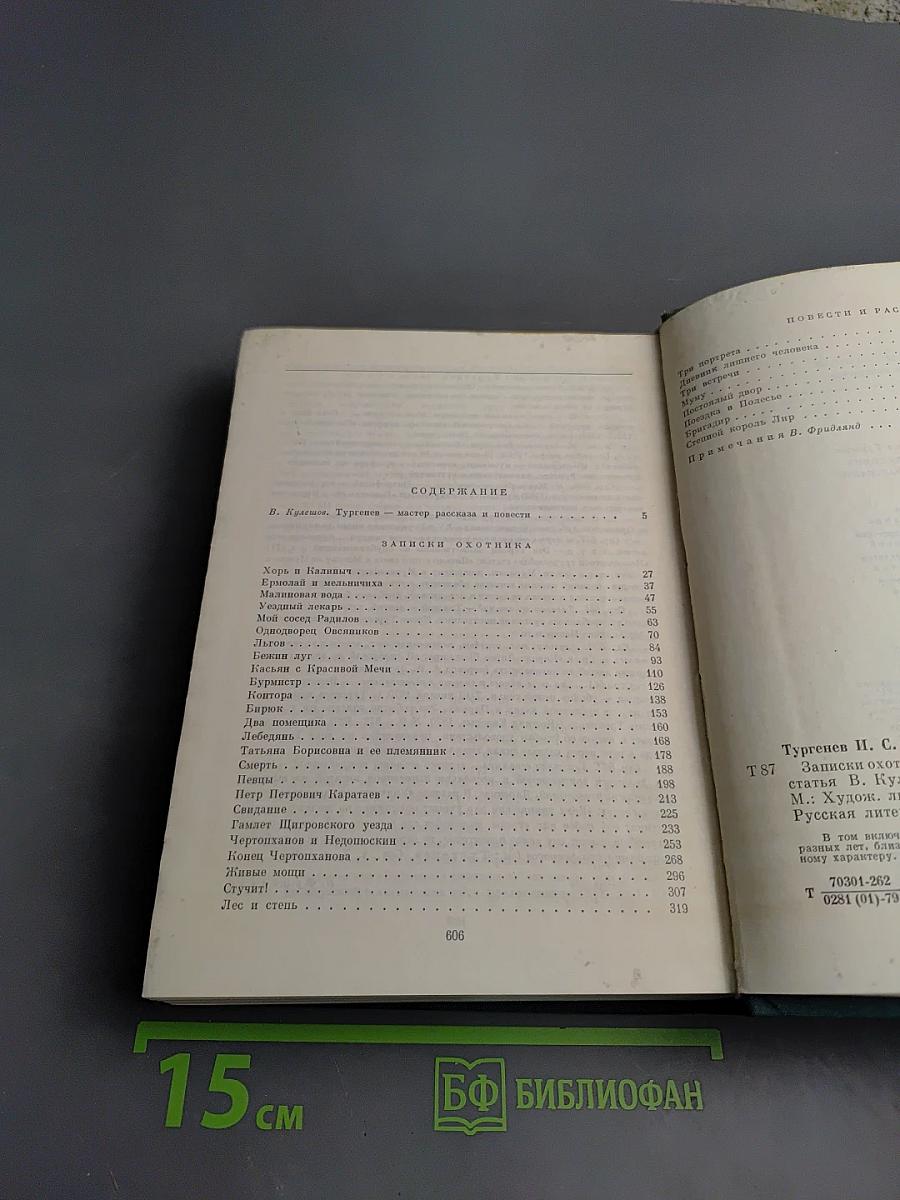 СОДЕРЖАНИЕ
В. Кулешов. Тургенев — мастер рассказа и повести . . . . . . . . 5
ЗАПИСКИ ОХОТНИКА
Хорь и Калиныч . . . . . . . . 27
Ермолай и мельничиха . . . . . . . . 37
Малиновая вода . . . . . . . . 47
Уездный лекарь . . . . . . . . 55
Мой сосед Радилов . . . . . . . . 63
Однодворец Овсяников . . . . . . . . 70
Льгов . . . . . . . . 84
Бежин луг . . . . . . . . 93
Касьян с Красивой Мечи . . . . . . . . 110
Бурмистр . . . . . . . . 126
Контора . . . . . . . . 138
Бирюк . . . . . . . . 153
Два помещика . . . . . . . . 160
Лебедянь . . . . . . . . 168
Татьяна Борисовна и ее племянник . . . . . . . . 178
Смерть . . . . . . . . 188
Певцы . . . . . . . . 198
Петр Петрович Каратаев . . . . . . . . 213
Свидание . . . . . . . . 225
Гамлет Щигровского уезда . . . . . . . . 233
Чертопханов и Недопюскин . . . . . . . . 253
Конец Чертопханова . . . . . . . . 268
Живые мощи . . . . . . . . 296
Стучит! . . . . . . . . 307
Лес и степь . . . . . . . . 319
606
ПОВЕСТИ И РАС
Три портрета . . . . . . . .
Дневник лишнего человека . . . . . . . .
Три встречи . . . . . . . .
Муму . . . . . . . .
Постоялый двор . . . . . . . .
Поездка в Полесье . . . . . . . .
Бригадир . . . . . . . .
Степной король Лир . . . . . . . .
Примечания В. Фридлянд . . .
Тургенев И. С.
Т 87 Записки охот
статья В. Кул
М.: Худож. ли
Русская лите
В том включ
разных лет, близ
ному характеру.
Т 70301-262
0281 (01)-79
15 см
БФ БИБЛИОФАН